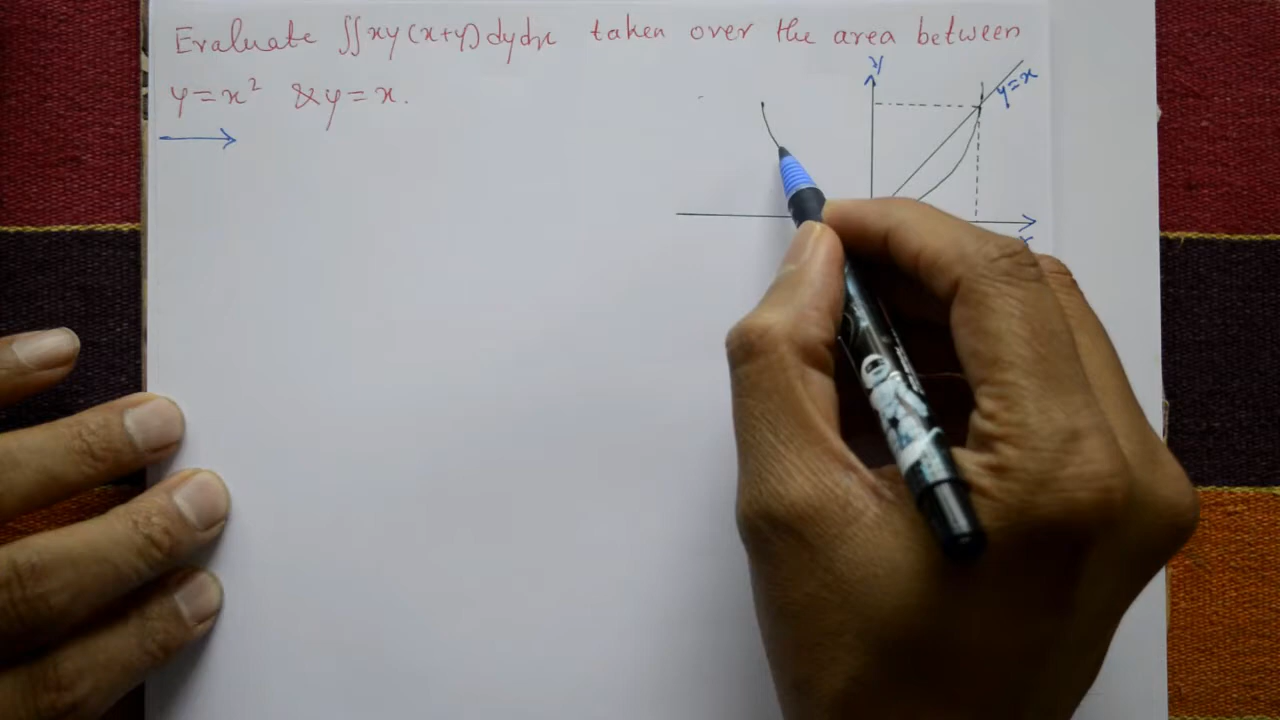 Evaluate ∬xy(x+y)dydx taken over the area between
y=x² & y=x.
y
y=x
x